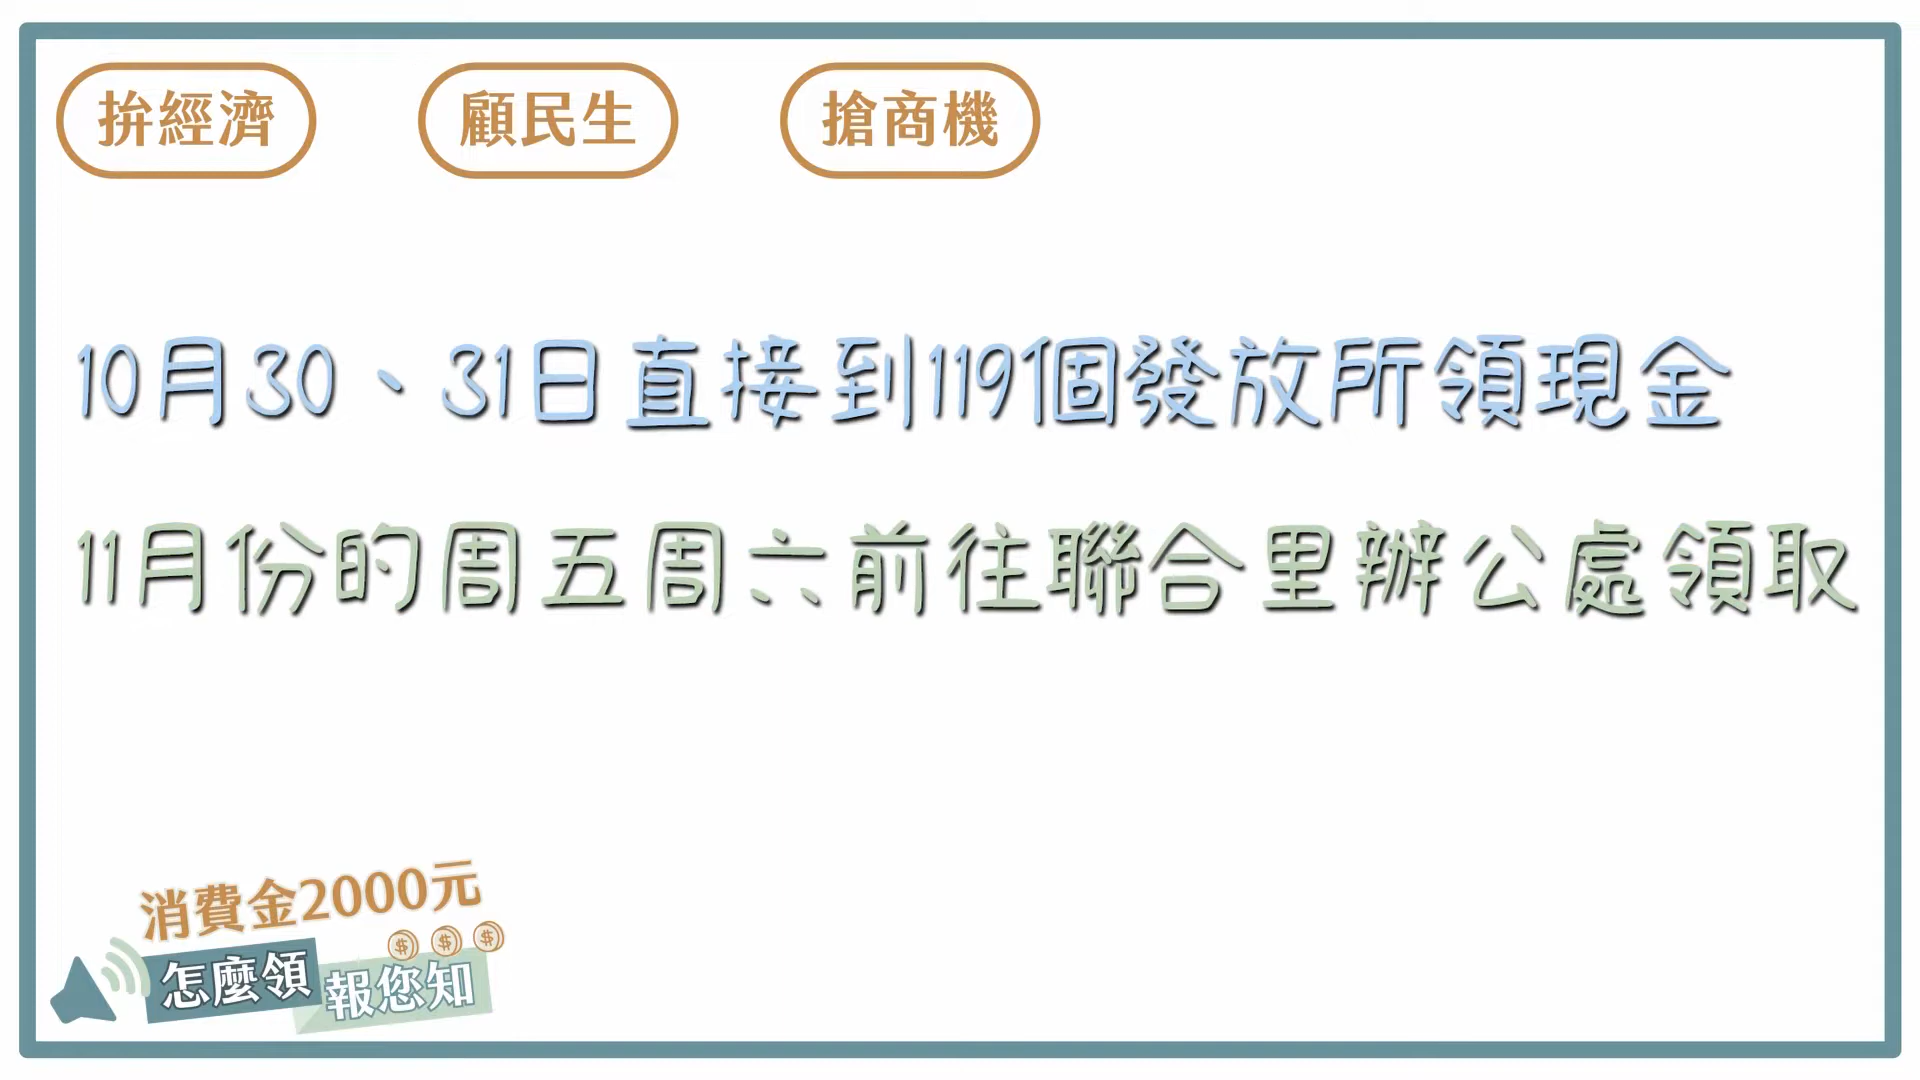 拚經濟 顧民生 搶商機
10月30、31日直接到119個發放所領現金
11月份的周五周六前往聯合里辦公處領取
消費金2000元
怎麼領 報您知